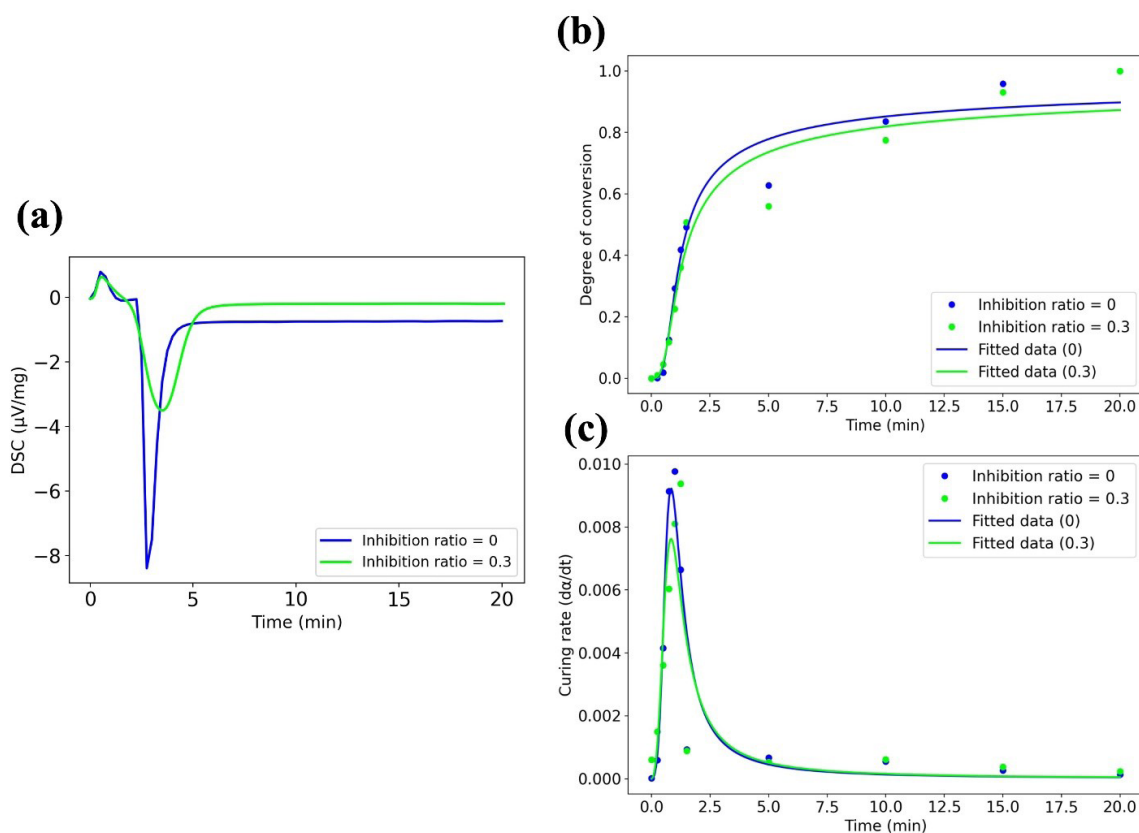 (a)
DSC (μV/mg)
0
−2
−4
−6
−8
0 5 10 15 20
Time (min)
Inhibition ratio = 0
Inhibition ratio = 0.3
(b)
Degree of conversion
1.0
0.8
0.6
0.4
0.2
0.0
0.0 2.5 5.0 7.5 10.0 12.5 15.0 17.5 20.0
Time (min)
Inhibition ratio = 0
Inhibition ratio = 0.3
Fitted data (0)
Fitted data (0.3)
(c)
Curing rate (dα/dt)
0.010
0.008
0.006
0.004
0.002
0.000
0.0 2.5 5.0 7.5 10.0 12.5 15.0 17.5 20.0
Time (min)
Inhibition ratio = 0
Inhibition ratio = 0.3
Fitted data (0)
Fitted data (0.3)